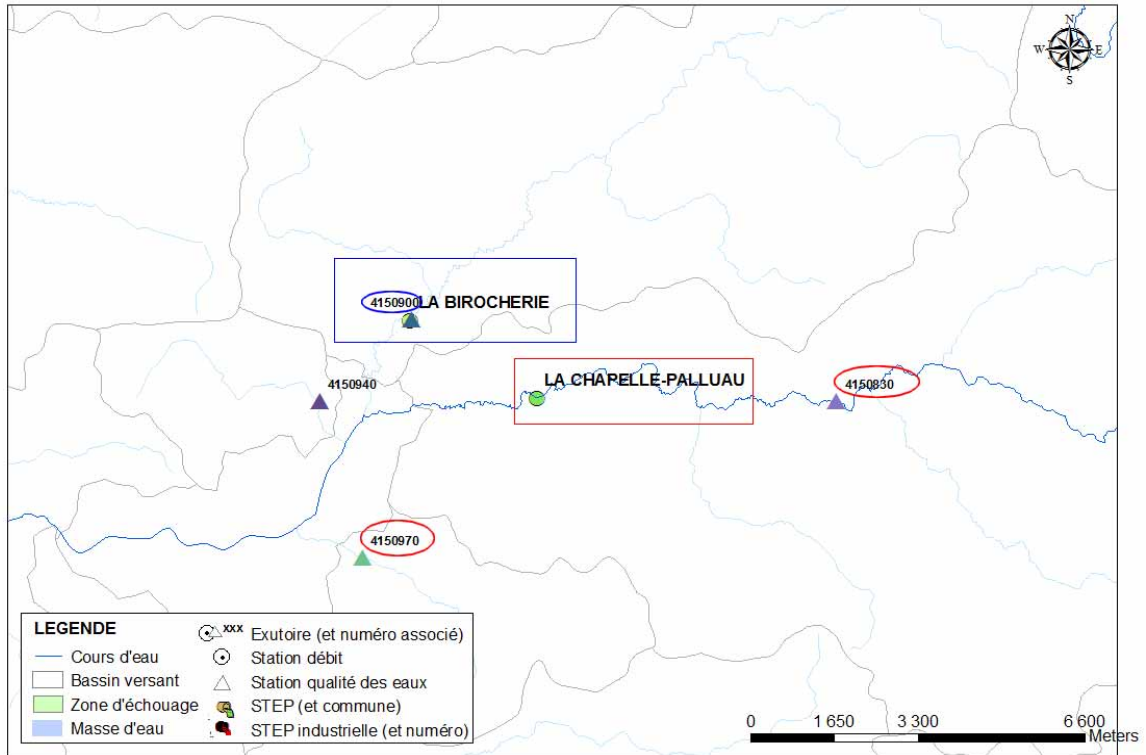 N
W E
S
4150900
LA BIROCHERIE
LA CHAPELLE-PALLUAU
4150940
4150830
4150970
LEGENDE
Cours d'eau
Bassin versant
Zone d'échouage
Masse d'eau
xxx Exutoire (et numéro associé)
Station débit
Station qualité des eaux
STEP (et commune)
STEP industrielle (et numéro)
0 1 650 3 300 6 600
Meters